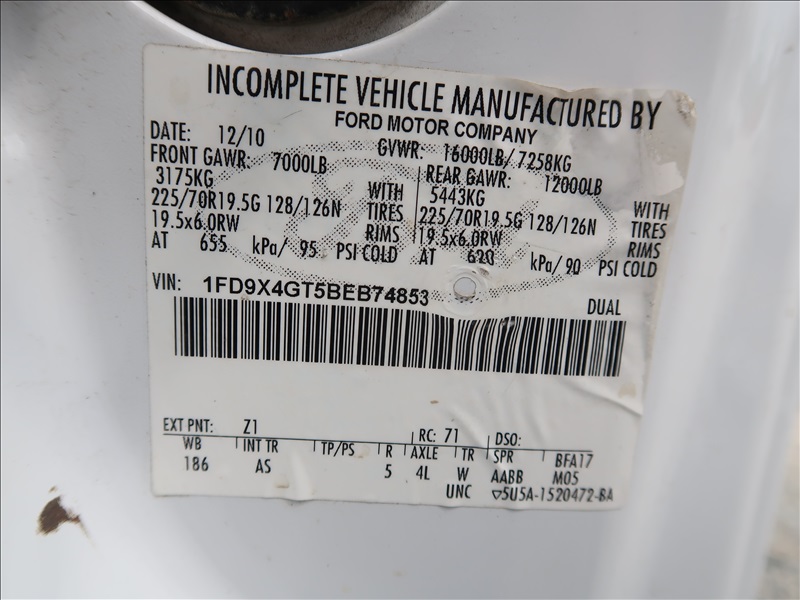 INCOMPLETE VEHICLE MANUFACTURED BY
FORD MOTOR COMPANY
DATE: 12/10 GVWR: 16000LB/ 7258KG
FRONT GAWR: 7000LB REAR GAWR: 12000LB
3175KG WITH 5443KG WITH
225/70R19.5G 128/126N TIRES 225/70R19.5G 128/126N TIRES
19.5x6.0RW RIMS 19.5x6.0RW RIMS
AT 655 kPa/ 95 PSI COLD AT 620 kPa/ 90 PSI COLD
VIN: 1FD9X4GT5BEB74853
DUAL
EXT PNT: Z1 RC: 71 DSO:
WB INT TR TP/PS R AXLE TR SPR BFA17
186 AS 5 4L W AABB M05
UNC ▽5U5A-1520472-BA